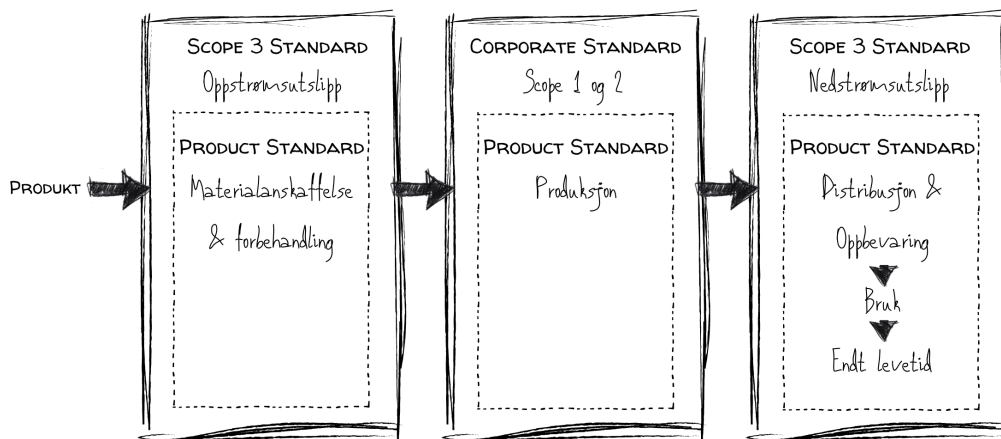 PRODUKT
SCOPE 3 STANDARD
Oppstrømsutslipp
PRODUCT STANDARD
Materialanskaffelse
& forbehandling
CORPORATE STANDARD
Scope 1 og 2
PRODUCT STANDARD
Produksjon
SCOPE 3 STANDARD
Nedstrømsutslipp
PRODUCT STANDARD
Distribusjon &
Oppbevaring
Bruk
Endt levetid